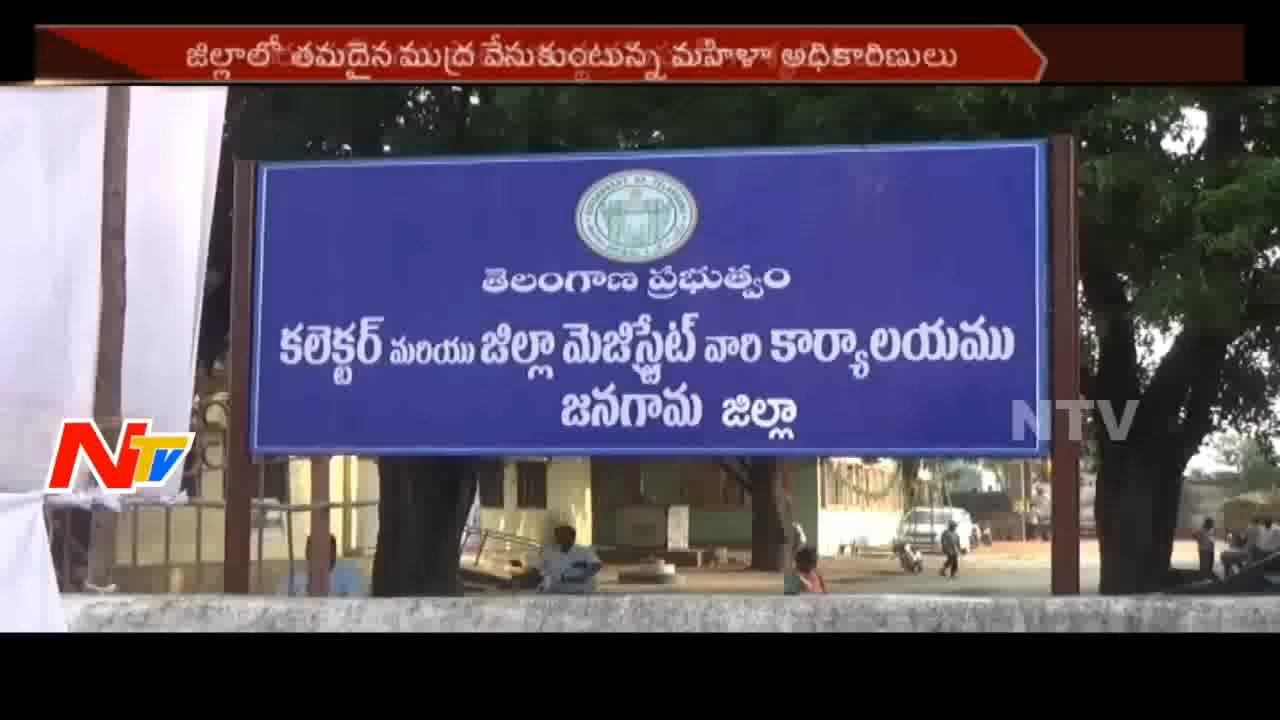 జిల్లాలో తమదైన ముద్ర వేసుకుంటున్న మహిళా అధికారిణులు
తెలంగాణ ప్రభుత్వం
కలెక్టర్ మరియు జిల్లా మెజిస్ట్రేట్ వారి కార్యాలయము
జనగామ జిల్లా
NTV
NTV